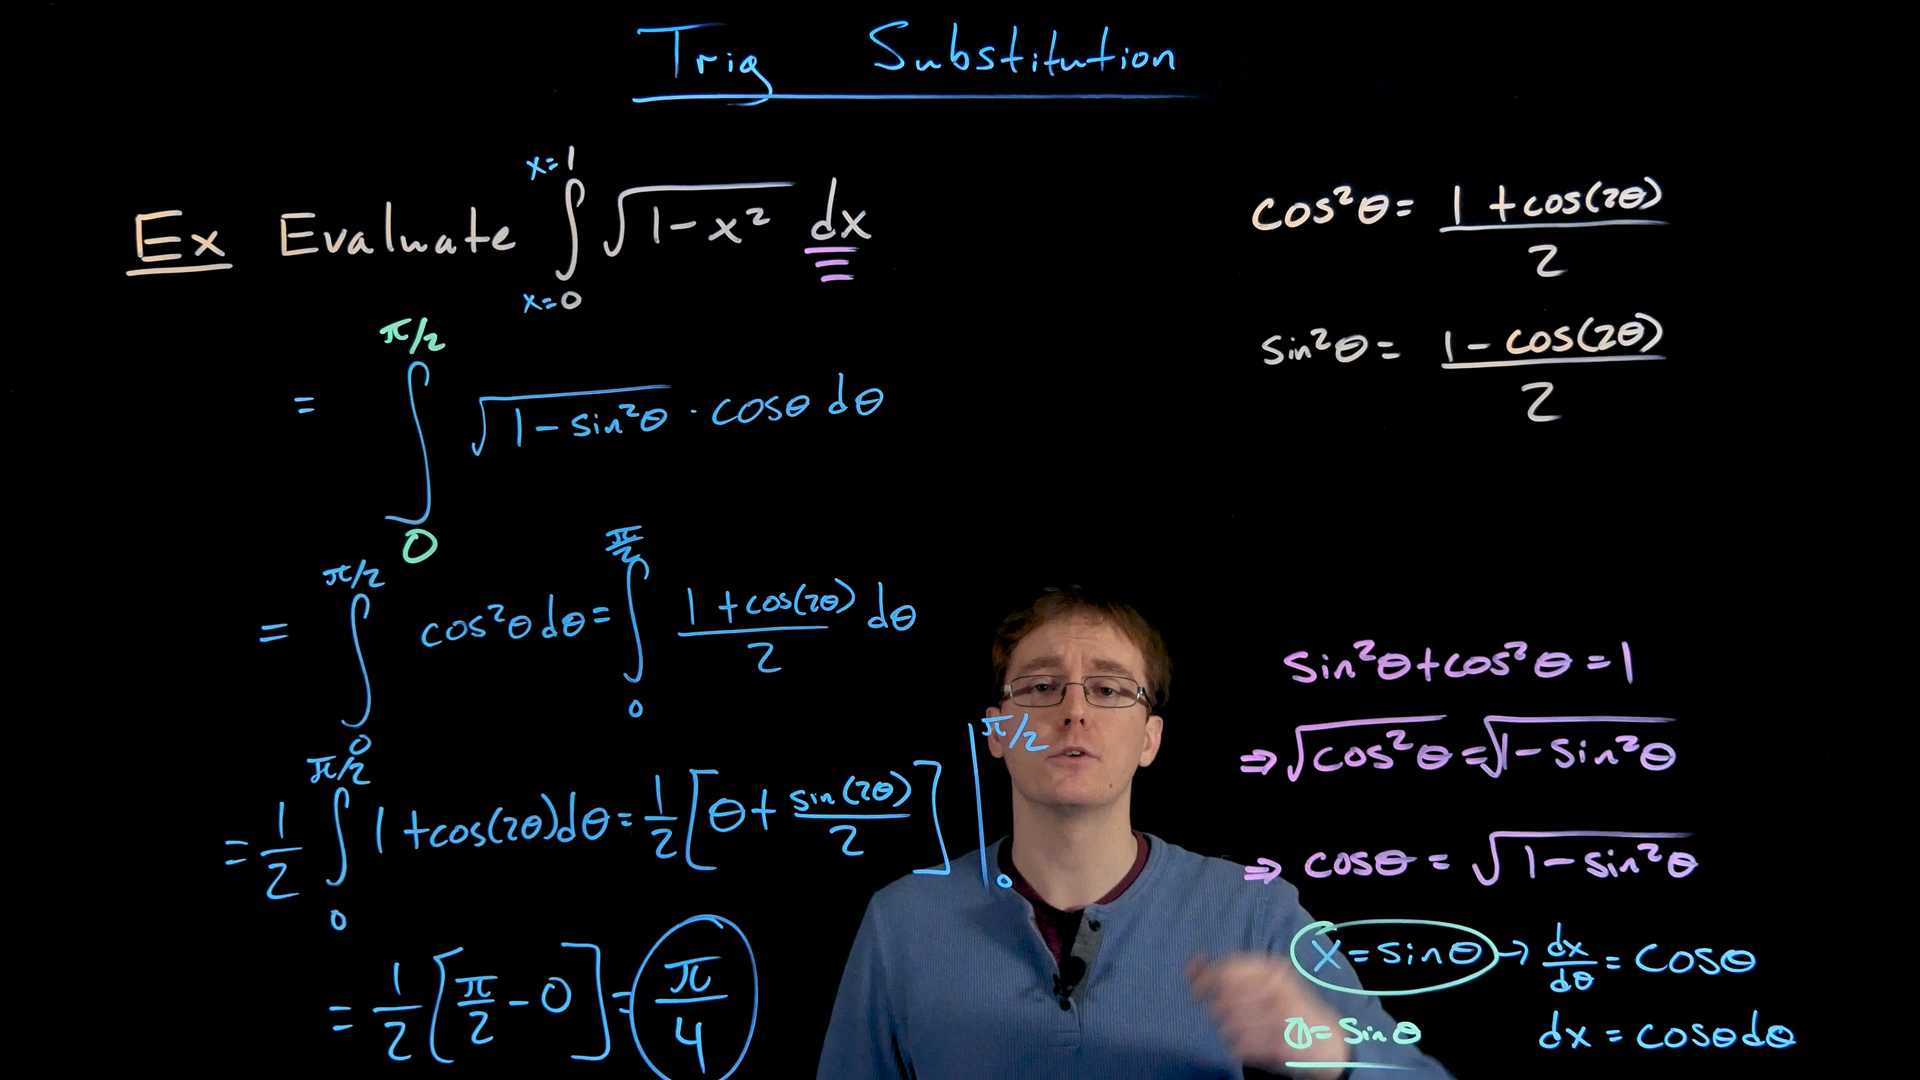 Trig Substitution
Ex Evaluate ∫_{x=0}^{x=1} √(1-x²) dx
= ∫_0^{π/2} √(1-sin²θ) · cosθ dθ
= ∫_0^{π/2} cos²θ dθ = ∫_0^{π/2} (1+cos(2θ))/2 dθ
= 1/2 ∫_0^{π/2} 1+cos(2θ)dθ = 1/2 [θ + sin(2θ)/2] |_0^{π/2}
= 1/2 [π/2 - 0] = π/4
cos²θ = (1+cos(2θ))/2
sin²θ = (1-cos(2θ))/2
sin²θ+cos²θ = 1
⇒ √(cos²θ) = √(1-sin²θ)
⇒ cosθ = √(1-sin²θ)
x = sinθ → dx/dθ = cosθ
= sinθ dx = cosθdθ